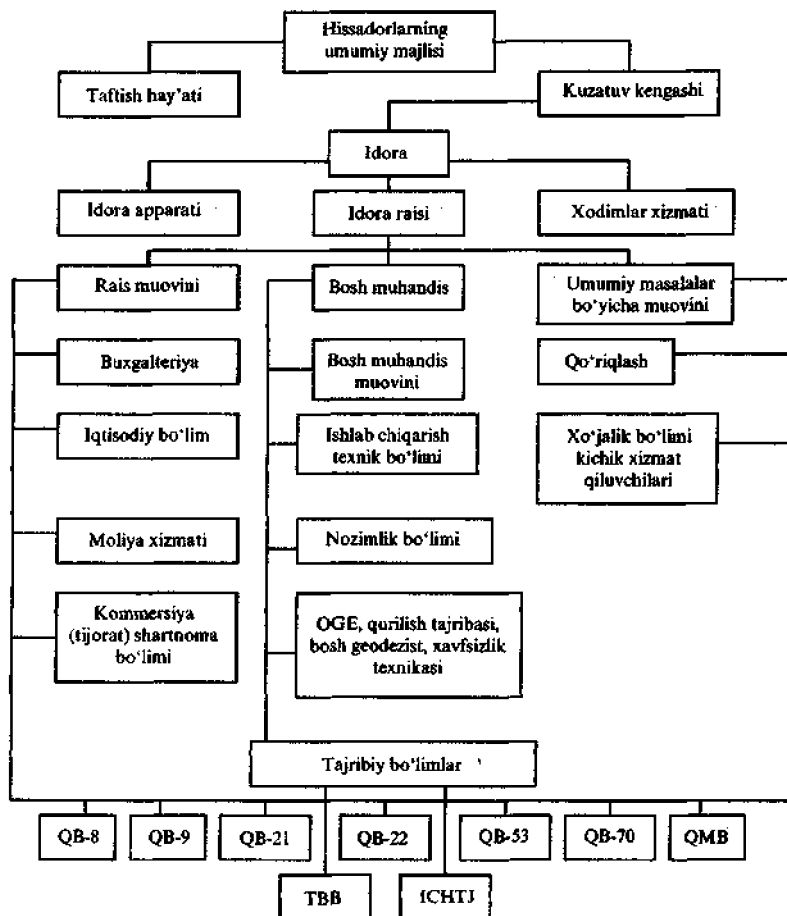 Hissadorlarning
umumiy majlisi
Taftish hay'ati
Kuzatuv kengashi
Idora
Idora apparati
Idora raisi
Xodimlar xizmati
Rais muovini
Bosh muhandis
Umumiy masalalar
bo'yicha muovini
Buxgalteriya
Bosh muhandis
muovini
Qo'riqlash
Iqtisodiy bo'lim
Ishlab chiqarish
texnik bo'limi
Xo'jalik bo'limi
kichik xizmat
qiluvchilari
Moliya xizmati
Nozimlik bo'limi
Kommersiya
(tijorat) shartnoma
bo'limi
OGE, qurilish tajribasi,
bosh geodezist, xavfsizlik
texnikasi
Tajribiy bo'limlar
QB-8
QB-9
QB-21
QB-22
QB-53
QB-70
QMB
TBB
ICHTJ